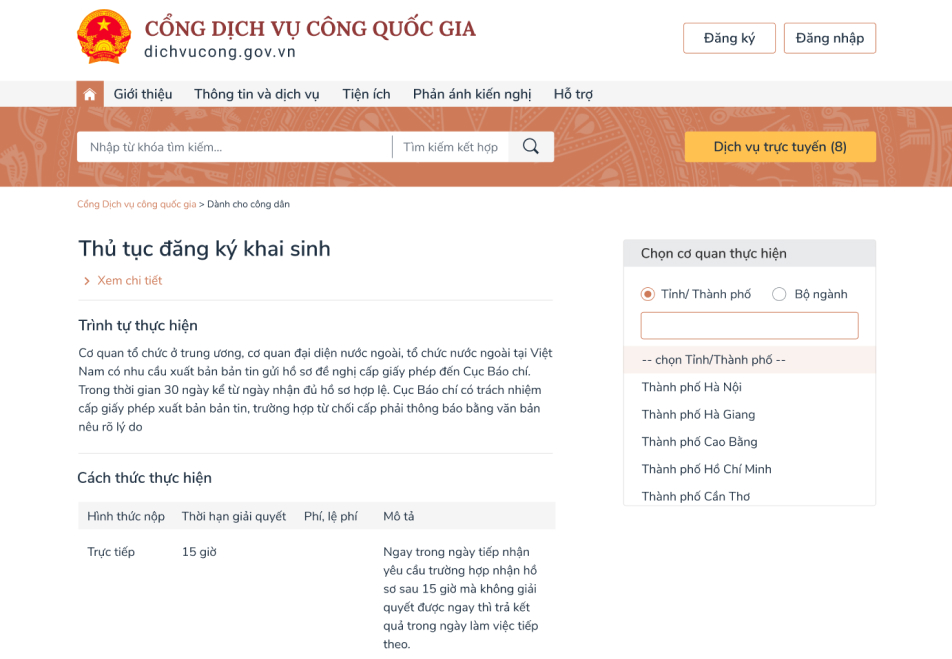 CỔNG DỊCH VỤ CÔNG QUỐC GIA
dichvucong.gov.vn
Đăng ký
Đăng nhập
Giới thiệu
Thông tin và dịch vụ
Tiện ích
Phản ánh kiến nghị
Hỗ trợ
Nhập từ khóa tìm kiếm...
Tìm kiếm kết hợp
Dịch vụ trực tuyến (8)
Cổng Dịch vụ công quốc gia > Dành cho công dân
Thủ tục đăng ký khai sinh
> Xem chi tiết
Trình tự thực hiện
Cơ quan tổ chức ở trung ương, cơ quan đại diện nước ngoài, tổ chức nước ngoài tại Việt
Nam có nhu cầu xuất bản bản tin gửi hồ sơ đề nghị cấp giấy phép đến Cục Báo chí.
Trong thời gian 30 ngày kể từ ngày nhận đủ hồ sơ hợp lệ. Cục Báo chí có trách nhiệm
cấp giấy phép xuất bản bản tin, trường hợp từ chối cấp phải thông báo bằng văn bản
nêu rõ lý do
Cách thức thực hiện
Hình thức nộp
Thời hạn giải quyết
Phí, lệ phí
Mô tả
Trực tiếp
15 giờ
Ngay trong ngày tiếp nhận
yêu cầu trường hợp nhận hồ
sơ sau 15 giờ mà không giải
quyết được ngay thì trả kết
quả trong ngày làm việc tiếp
theo.
Chọn cơ quan thực hiện
Tỉnh/ Thành phố
Bộ ngành
-- chọn Tỉnh/Thành phố --
Thành phố Hà Nội
Thành phố Hà Giang
Thành phố Cao Bằng
Thành phố Hồ Chí Minh
Thành phố Cần Thơ